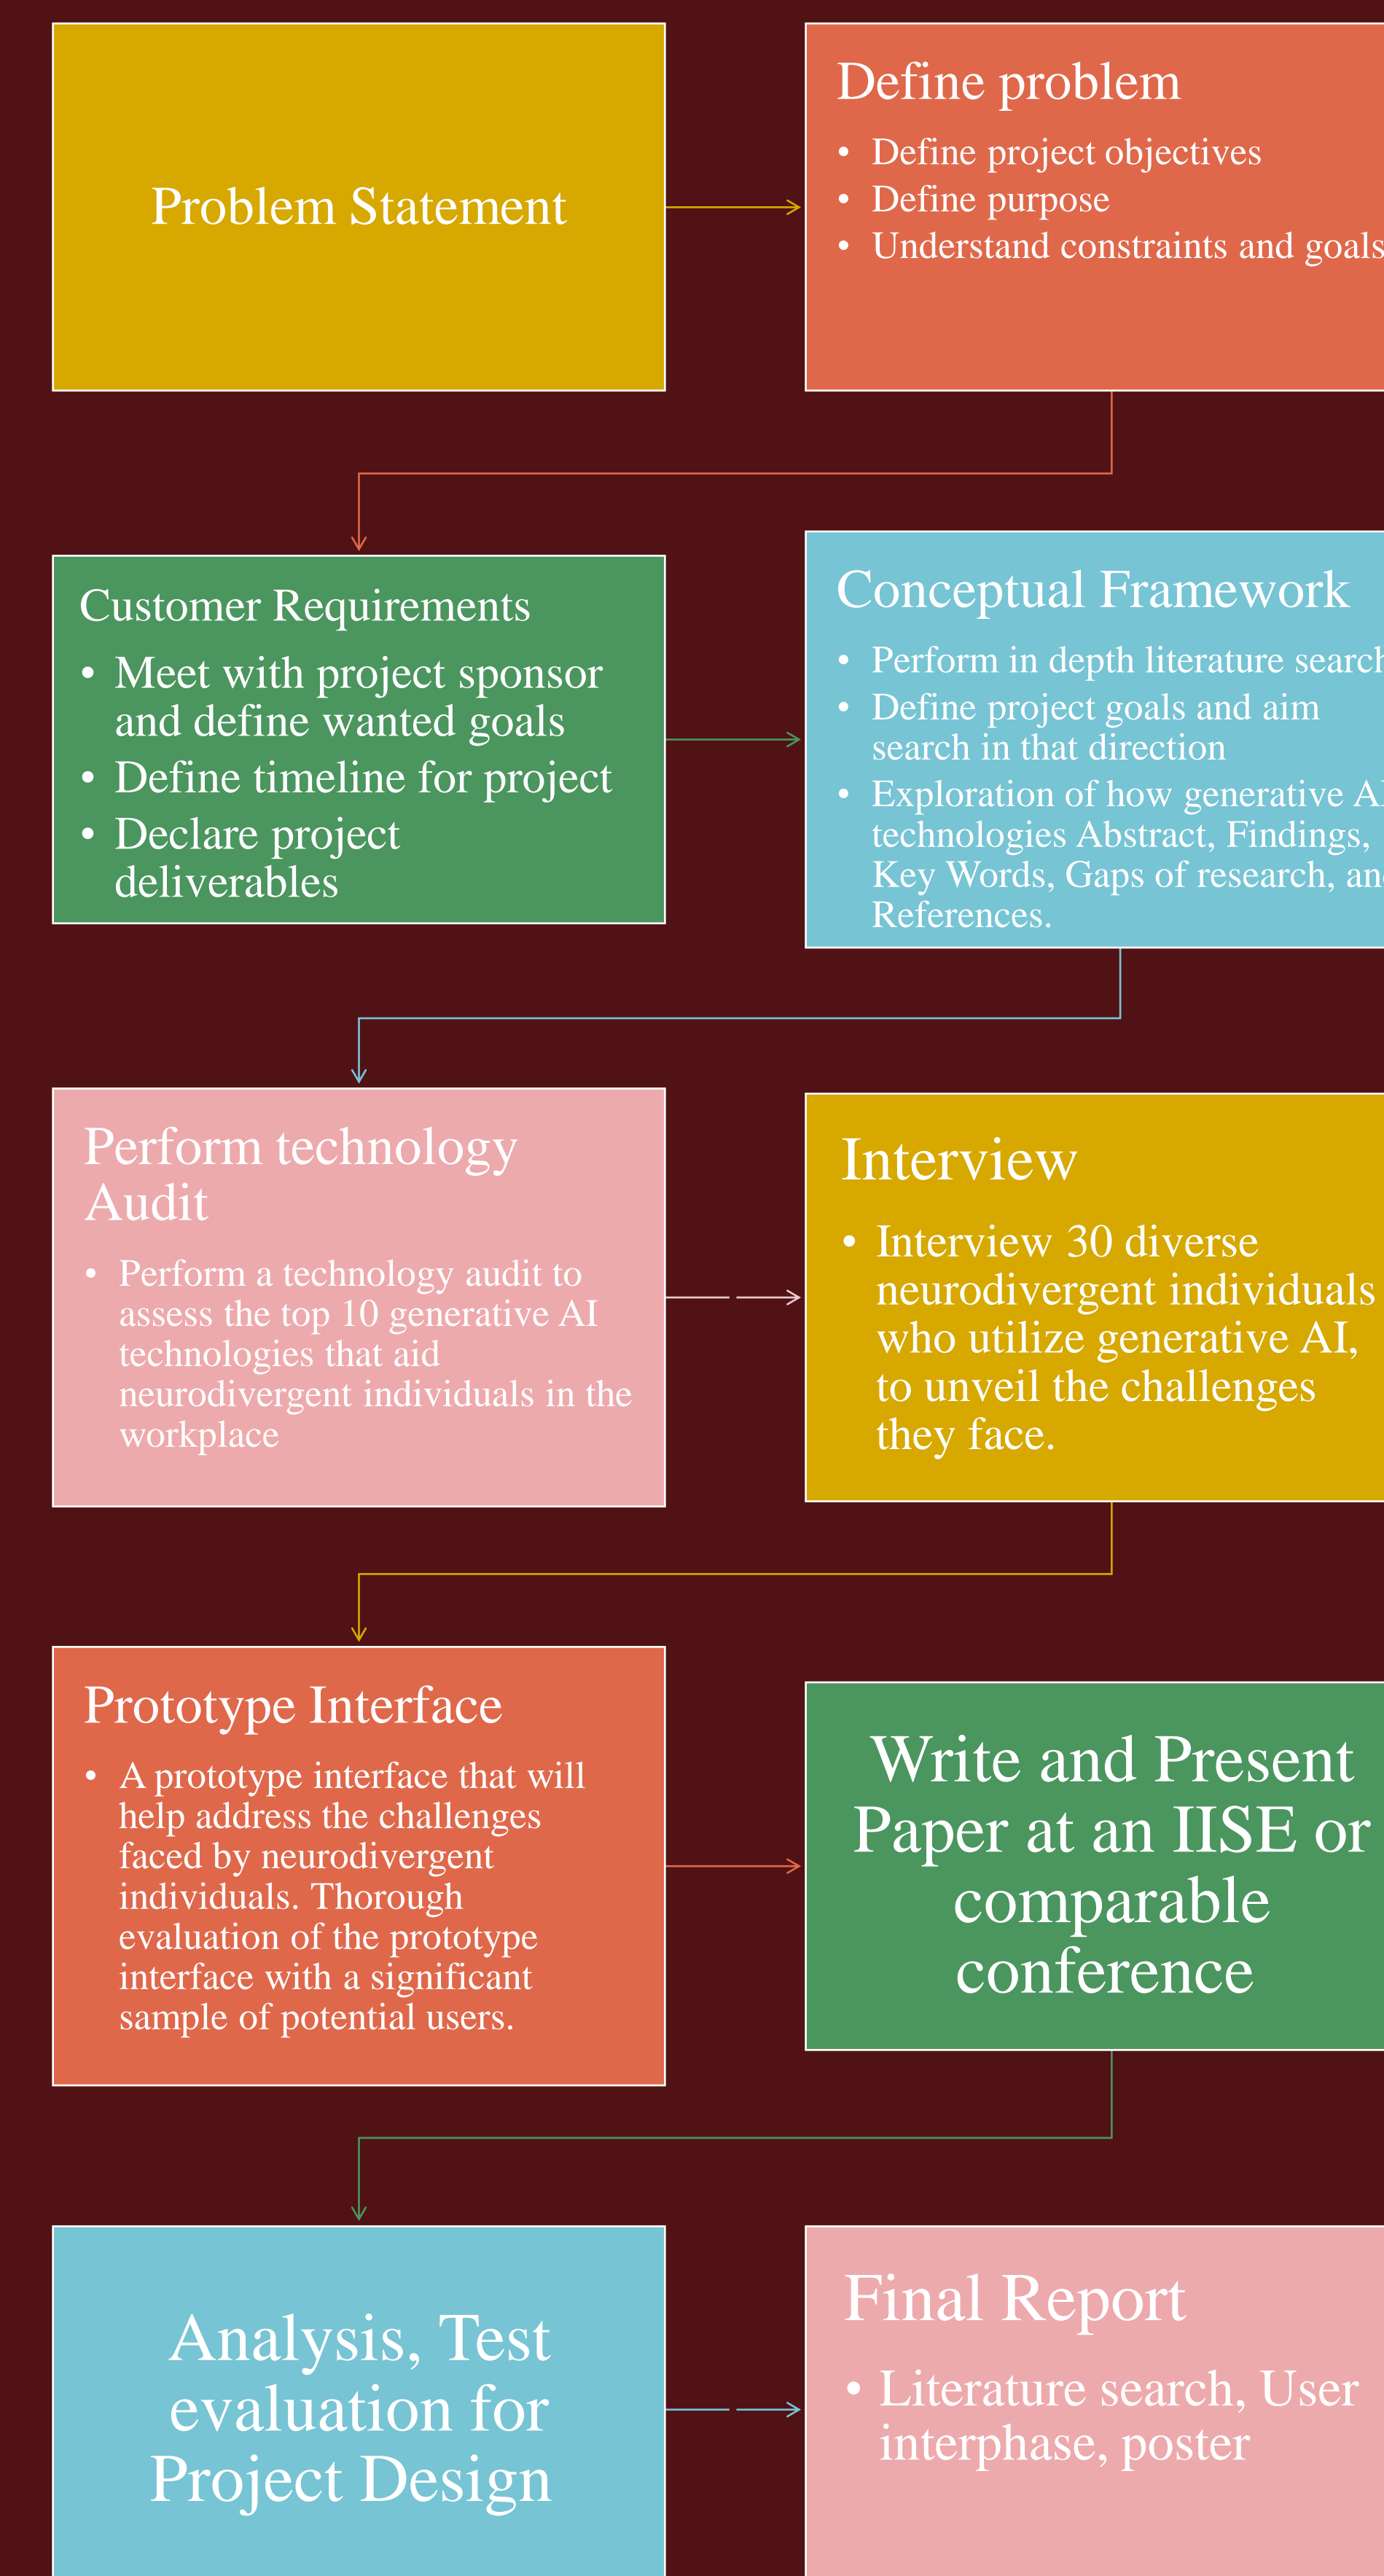 Problem Statement
Define problem
• Define project objectives
• Define purpose
• Understand constraints and goals
Customer Requirements
• Meet with project sponsor
and define wanted goals
• Define timeline for project
• Declare project
deliverables
Conceptual Framework
• Perform in depth literature search
• Define project goals and aim
search in that direction
• Exploration of how generative AI
technologies Abstract, Findings,
Key Words, Gaps of research, and
References.
Perform technology
Audit
• Perform a technology audit to
assess the top 10 generative AI
technologies that aid
neurodivergent individuals in the
workplace
Interview
• Interview 30 diverse
neurodivergent individuals
who utilize generative AI,
to unveil the challenges
they face.
Prototype Interface
• A prototype interface that will
help address the challenges
faced by neurodivergent
individuals. Thorough
evaluation of the prototype
interface with a significant
sample of potential users.
Write and Present
Paper at an IISE or
comparable
conference
Analysis, Test
evaluation for
Project Design
Final Report
• Literature search, User
interphase, poster